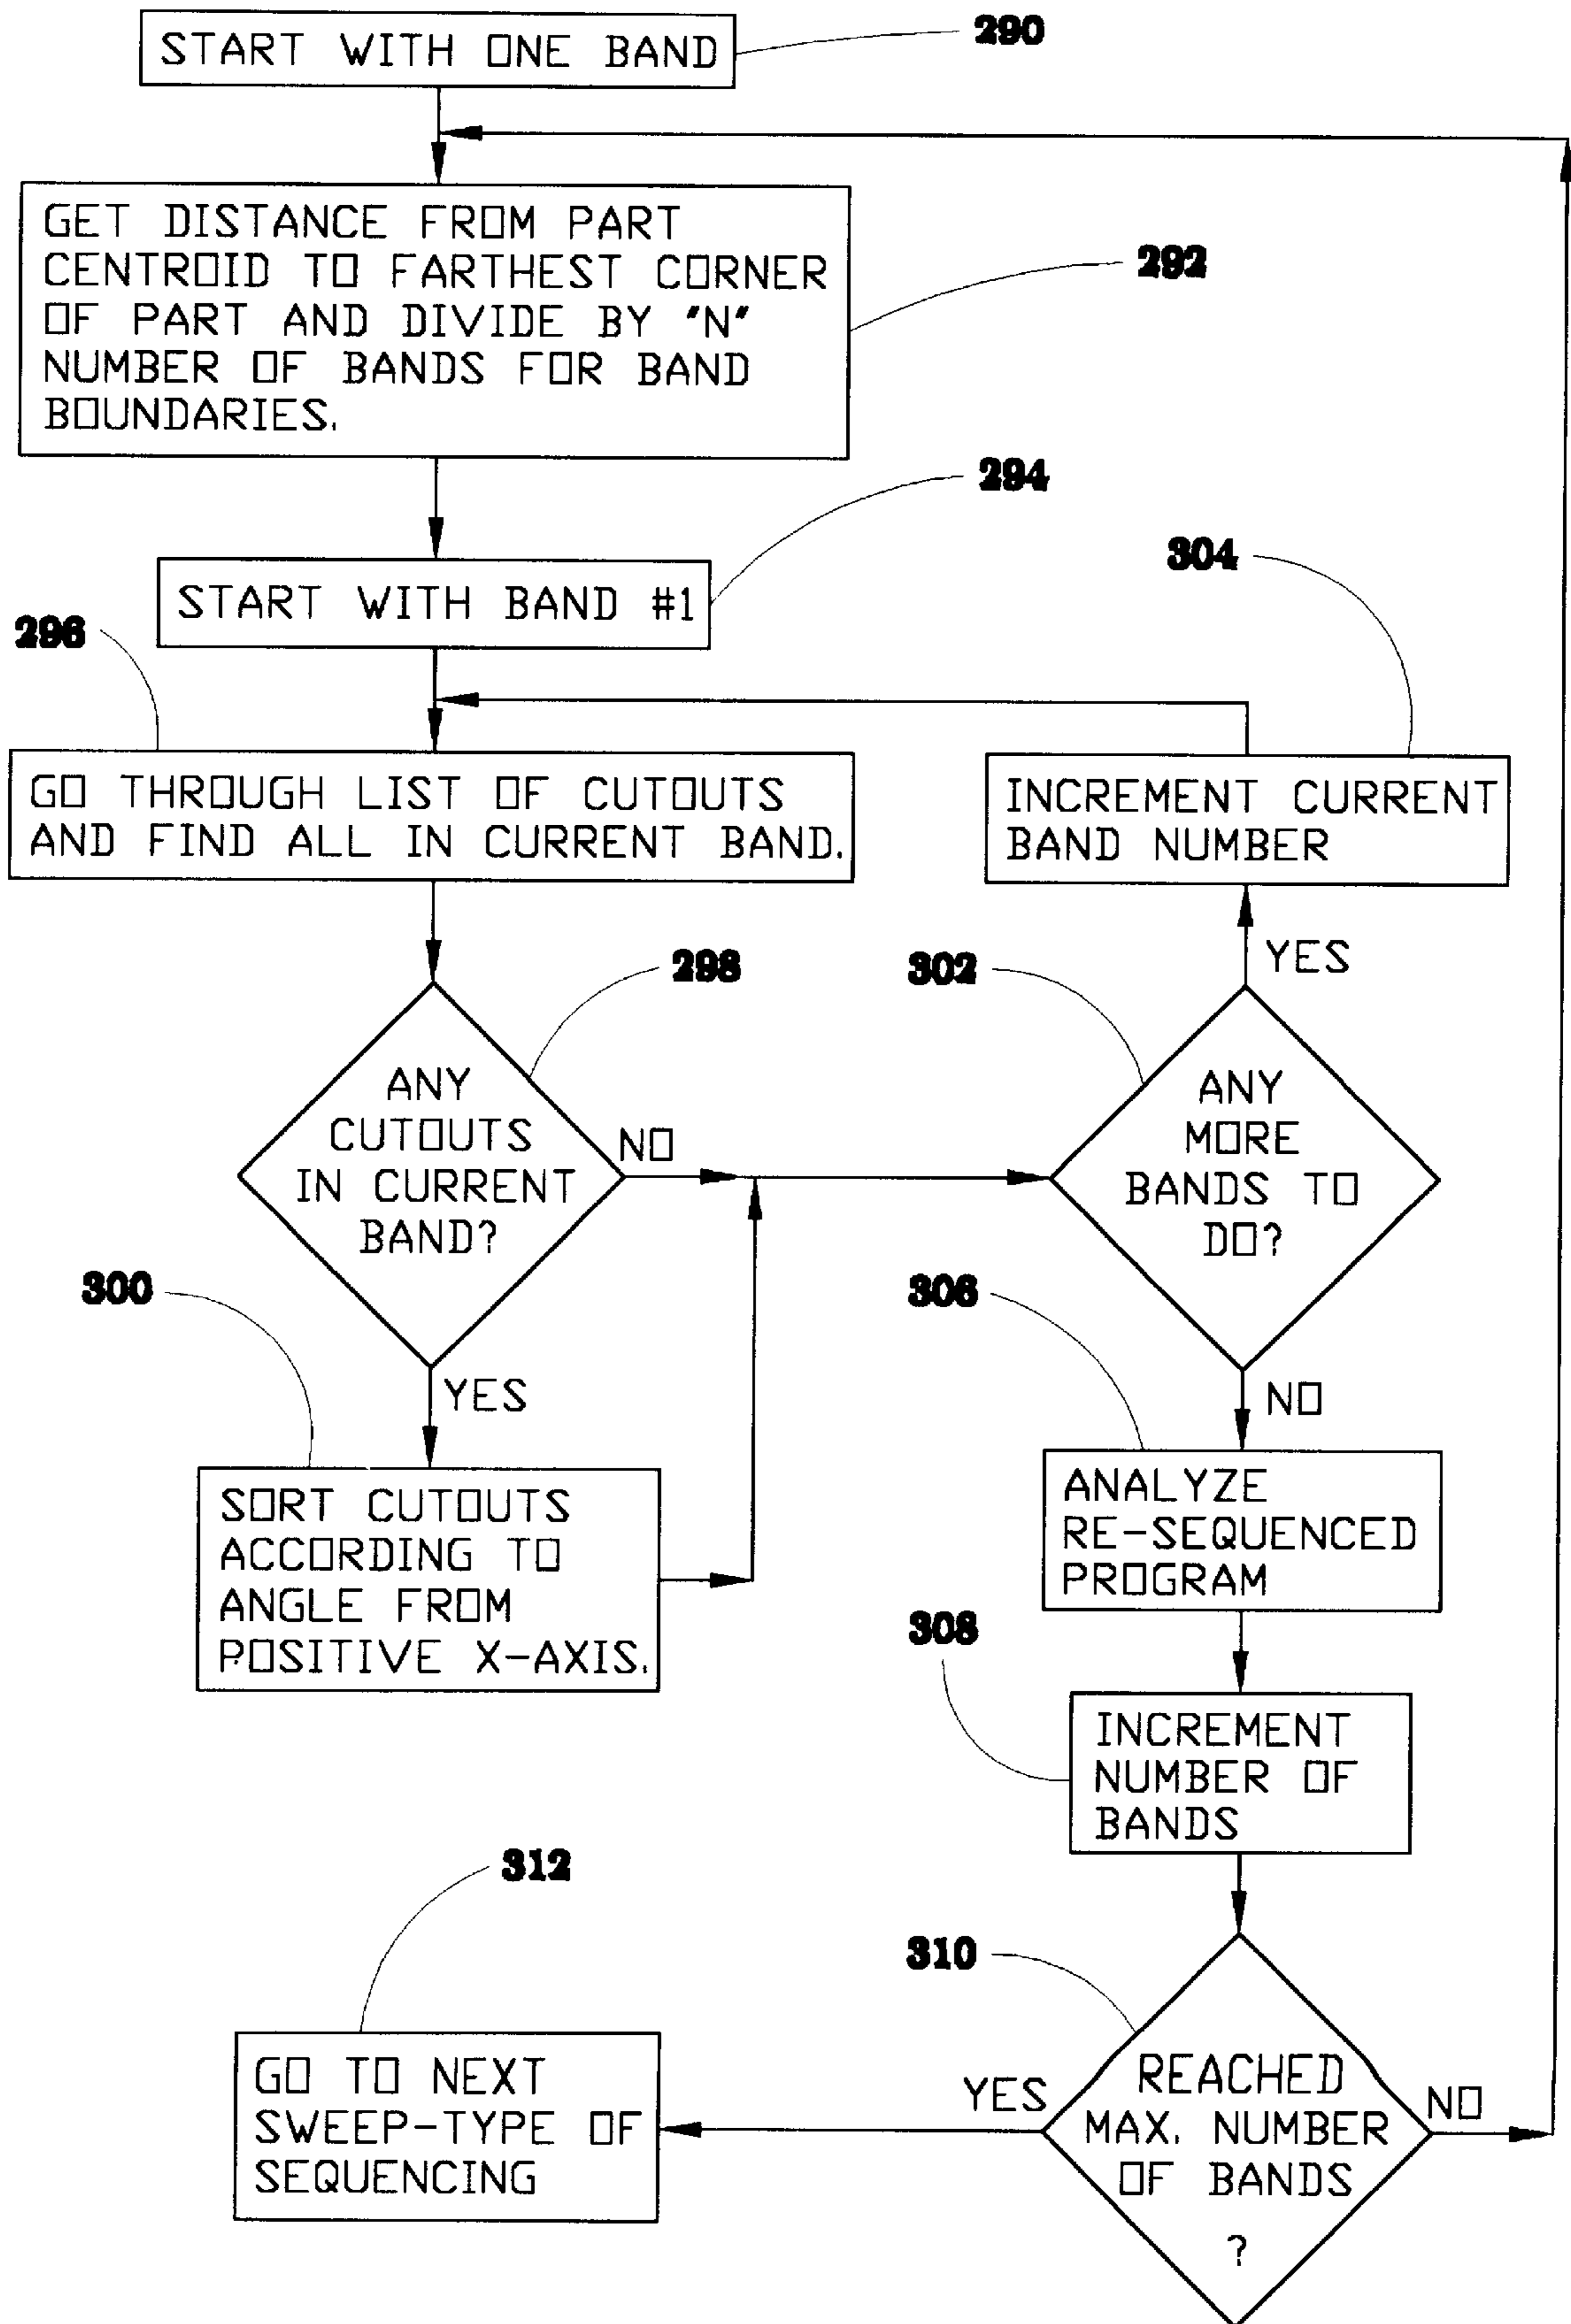 START WITH ONE BAND
290
GET DISTANCE FROM PART
CENTROID TO FARTHEST CORNER
OF PART AND DIVIDE BY "N"
NUMBER OF BANDS FOR BAND
BOUNDARIES.
292
294
START WITH BAND #1
304
296
GO THROUGH LIST OF CUTOUTS
AND FIND ALL IN CURRENT BAND.
INCREMENT CURRENT
BAND NUMBER
YES
298
302
ANY
CUTOUTS
IN CURRENT
BAND?
NO
ANY
MORE
BANDS TO
DO?
300
306
YES
NO
SORT CUTOUTS
ACCORDING TO
ANGLE FROM
POSITIVE X-AXIS.
ANALYZE
RE-SEQUENCED
PROGRAM
308
INCREMENT
NUMBER OF
BANDS
312
310
GO TO NEXT
SWEEP-TYPE OF
SEQUENCING
YES
REACHED
MAX. NUMBER
OF BANDS
?
NO